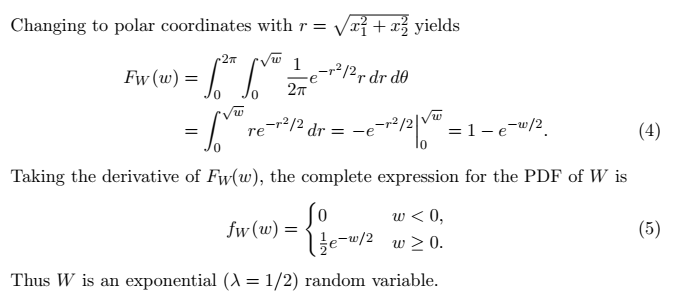 Changing to polar coordinates with r = √(x₁² + x₂²) yields
F_W(w) = ∫₀^{2π} ∫₀^{√w} (1/2π) e^{−r²/2} r dr dθ
= ∫₀^{√w} re^{−r²/2} dr = −e^{−r²/2}|₀^{√w} = 1 − e^{−w/2}. (4)
Taking the derivative of F_W(w), the complete expression for the PDF of W is
f_W(w) = { 0 w < 0,
½e^{−w/2} w ≥ 0. (5)
Thus W is an exponential (λ = 1/2) random variable.